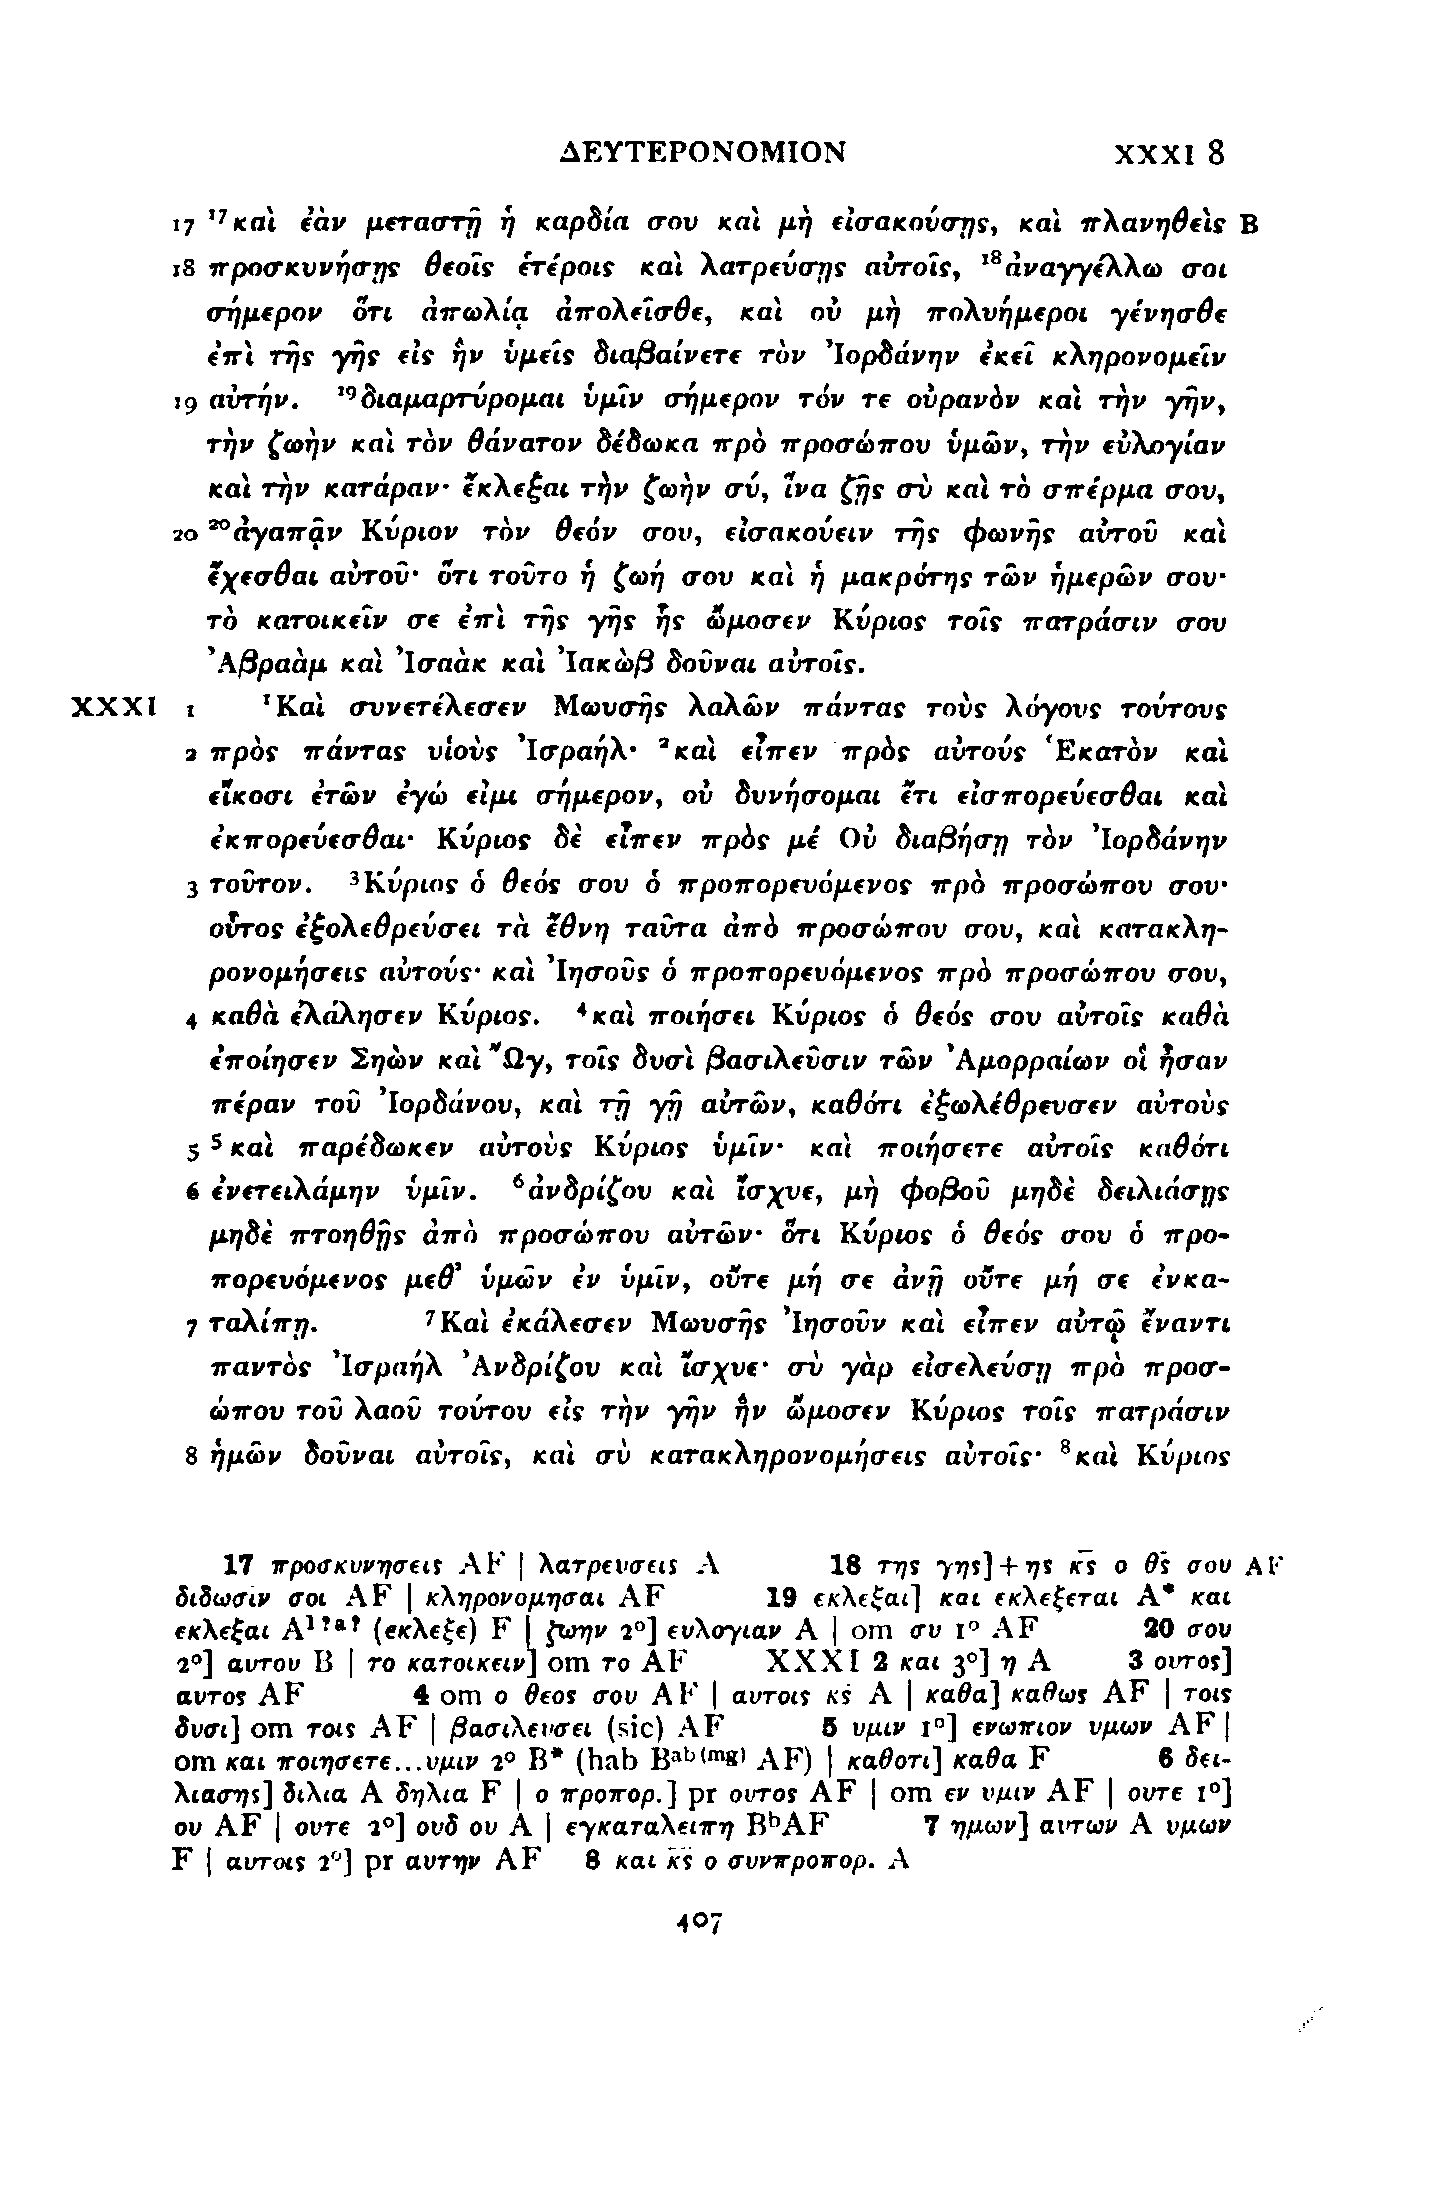 ΔΕΥΤΕΡΟΝΟΜΙΟΝ XXXI 8
17 ¹⁷καὶ ἐὰν μεταστῇ ἡ καρδία σου καὶ μὴ εἰσακούσῃς, καὶ πλανηθεὶς B
18 προσκυνήσῃς θεοῖς ἑτέροις καὶ λατρεύσῃς αὐτοῖς, ¹⁸ἀναγγέλλω σοι
σήμερον ὅτι ἀπωλίᾳ ἀπολεῖσθε, καὶ οὐ μὴ πολυήμεροι γένησθε
ἐπὶ τῆς γῆς εἰς ἣν ὑμεῖς διαβαίνετε τὸν Ἰορδάνην ἐκεῖ κληρονομεῖν
19 αὐτήν. ¹⁹διαμαρτύρομαι ὑμῖν σήμερον τόν τε οὐρανὸν καὶ τὴν γῆν,
τὴν ζωὴν καὶ τὸν θάνατον δέδωκα πρὸ προσώπου ὑμῶν, τὴν εὐλογίαν
καὶ τὴν κατάραν· ἔκλεξαι τὴν ζωὴν σύ, ἵνα ζῇς σὺ καὶ τὸ σπέρμα σου,
20 ²⁰ἀγαπᾷν Κύριον τὸν θεόν σου, εἰσακούειν τῆς φωνῆς αὐτοῦ καὶ
ἔχεσθαι αὐτοῦ· ὅτι τοῦτο ἡ ζωή σου καὶ ἡ μακρότης τῶν ἡμερῶν σου·
τὸ κατοικεῖν σε ἐπὶ τῆς γῆς ἧς ὤμοσεν Κύριος τοῖς πατράσιν σου
Ἀβραὰμ καὶ Ἰσαὰκ καὶ Ἰακὼβ δοῦναι αὐτοῖς.
XXXI 1 ¹Καὶ συνετέλεσεν Μωυσῆς λαλῶν πάντας τοὺς λόγους τούτους
2 πρὸς πάντας υἱοὺς Ἰσραήλ· ²καὶ εἶπεν πρὸς αὐτούς Ἑκατὸν καὶ
εἴκοσι ἐτῶν ἐγώ εἰμι σήμερον, οὐ δυνήσομαι ἔτι εἰσπορεύεσθαι καὶ
ἐκπορεύεσθαι· Κύριος δὲ εἶπεν πρὸς μέ Οὐ διαβήσῃ τὸν Ἰορδάνην
3 τοῦτον. ³Κύριος ὁ θεός σου ὁ προπορευόμενος πρὸ προσώπου σου·
οὗτος ἐξολεθρεύσει τὰ ἔθνη ταῦτα ἀπὸ προσώπου σου, καὶ κατακλη-
ρονομήσεις αὐτούς· καὶ Ἰησοῦς ὁ προπορευόμενος πρὸ προσώπου σου,
4 καθὰ ἐλάλησεν Κύριος. ⁴καὶ ποιήσει Κύριος ὁ θεός σου αὐτοῖς καθὰ
ἐποίησεν Σηὼν καὶ Ὤγ, τοῖς δυσὶ βασιλεῦσιν τῶν Ἀμορραίων οἳ ἦσαν
πέραν τοῦ Ἰορδάνου, καὶ τῇ γῇ αὐτῶν, καθότι ἐξωλέθρευσεν αὐτοὺς
5 ⁵καὶ παρέδωκεν αὐτοὺς Κύριος ὑμῖν· καὶ ποιήσετε αὐτοῖς καθότι
6 ἐνετειλάμην ὑμῖν. ⁶ἀνδρίζου καὶ ἴσχυε, μὴ φοβοῦ μηδὲ δειλιάσῃς
μηδὲ πτοηθῇς ἀπὸ προσώπου αὐτῶν· ὅτι Κύριος ὁ θεός σου ὁ προ-
πορευόμενος μεθ’ ὑμῶν ἐν ὑμῖν, οὔτε μή σε ἀνῇ οὔτε μή σε ἐνκα-
7 ταλίπῃ. ⁷Καὶ ἐκάλεσεν Μωυσῆς Ἰησοῦν καὶ εἶπεν αὐτῷ ἔναντι
παντὸς Ἰσραήλ Ἀνδρίζου καὶ ἴσχυε· σὺ γὰρ εἰσελεύσῃ πρὸ προσ-
ώπου τοῦ λαοῦ τούτου εἰς τὴν γῆν ἣν ὤμοσεν Κύριος τοῖς πατράσιν
8 ἡμῶν δοῦναι αὐτοῖς, καὶ σὺ κατακληρονομήσεις αὐτοῖς· ⁸καὶ Κύριος
17 προσκυνησεις AF | λατρευσεις A 18 της γης]+ης κ̅ς̅ ο θ̅ς̅ σου AF
διδωσιν σοι AF | κληρονομησαι AF 19 εκλεξαι] και εκλεξεται A* και
εκλεξαι A¹ˀᵃˀ (εκλεξε) F | ζωην 2°] ευλογιαν A | om συ 1° AF 20 σου
2°] αυτου B | το κατοικειν] om το AF XXXI 2 και 3°] η A 3 ουτος]
αυτος AF 4 om ο θεος σου AF | αυτοις κ̅ς̅ A | καθα] καθως AF | τοις
δυσι] om τοις AF | βασιλευσει (sic) AF 5 υμιν 1°] ενωπιον υμων AF |
om και ποιησετε...υμιν 2° B* (hab Bᵃᵇ⁽ᵐᵍ⁾ AF) | καθοτι] καθα F 6 δει-
λιασης] διλια A δηλια F | ο προπορ.] pr ουτος AF | om εν υμιν AF | ουτε 1°]
ου AF | ουτε 2°] ουδ ου A | εγκαταλειπη BᵇAF 7 ημων] αυτων A υμων
F | αυτοις 2°] pr αυτην AF 8 και κ̅ς̅ ο συνπροπορ. A
407